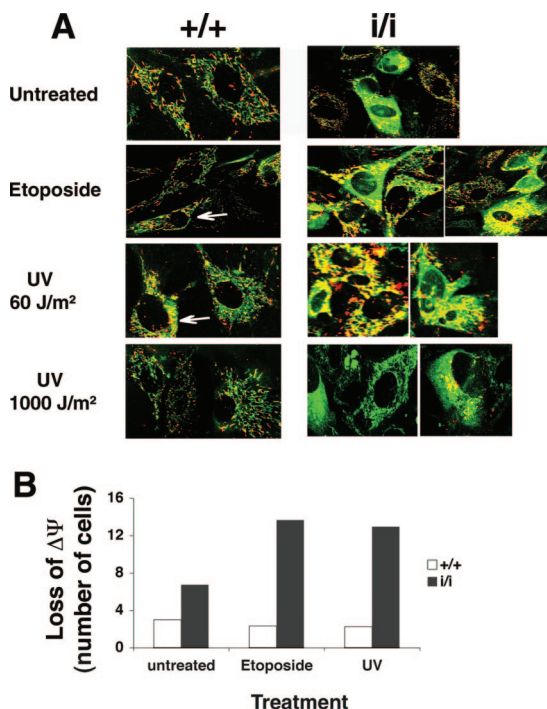 A
+/+
i/i
Untreated
Etoposide
UV
60 J/m²
UV
1000 J/m²
B
Loss of ΔΨ
(number of cells)
16
12
8
4
0
+/+
i/i
untreated
Etoposide
UV
Treatment